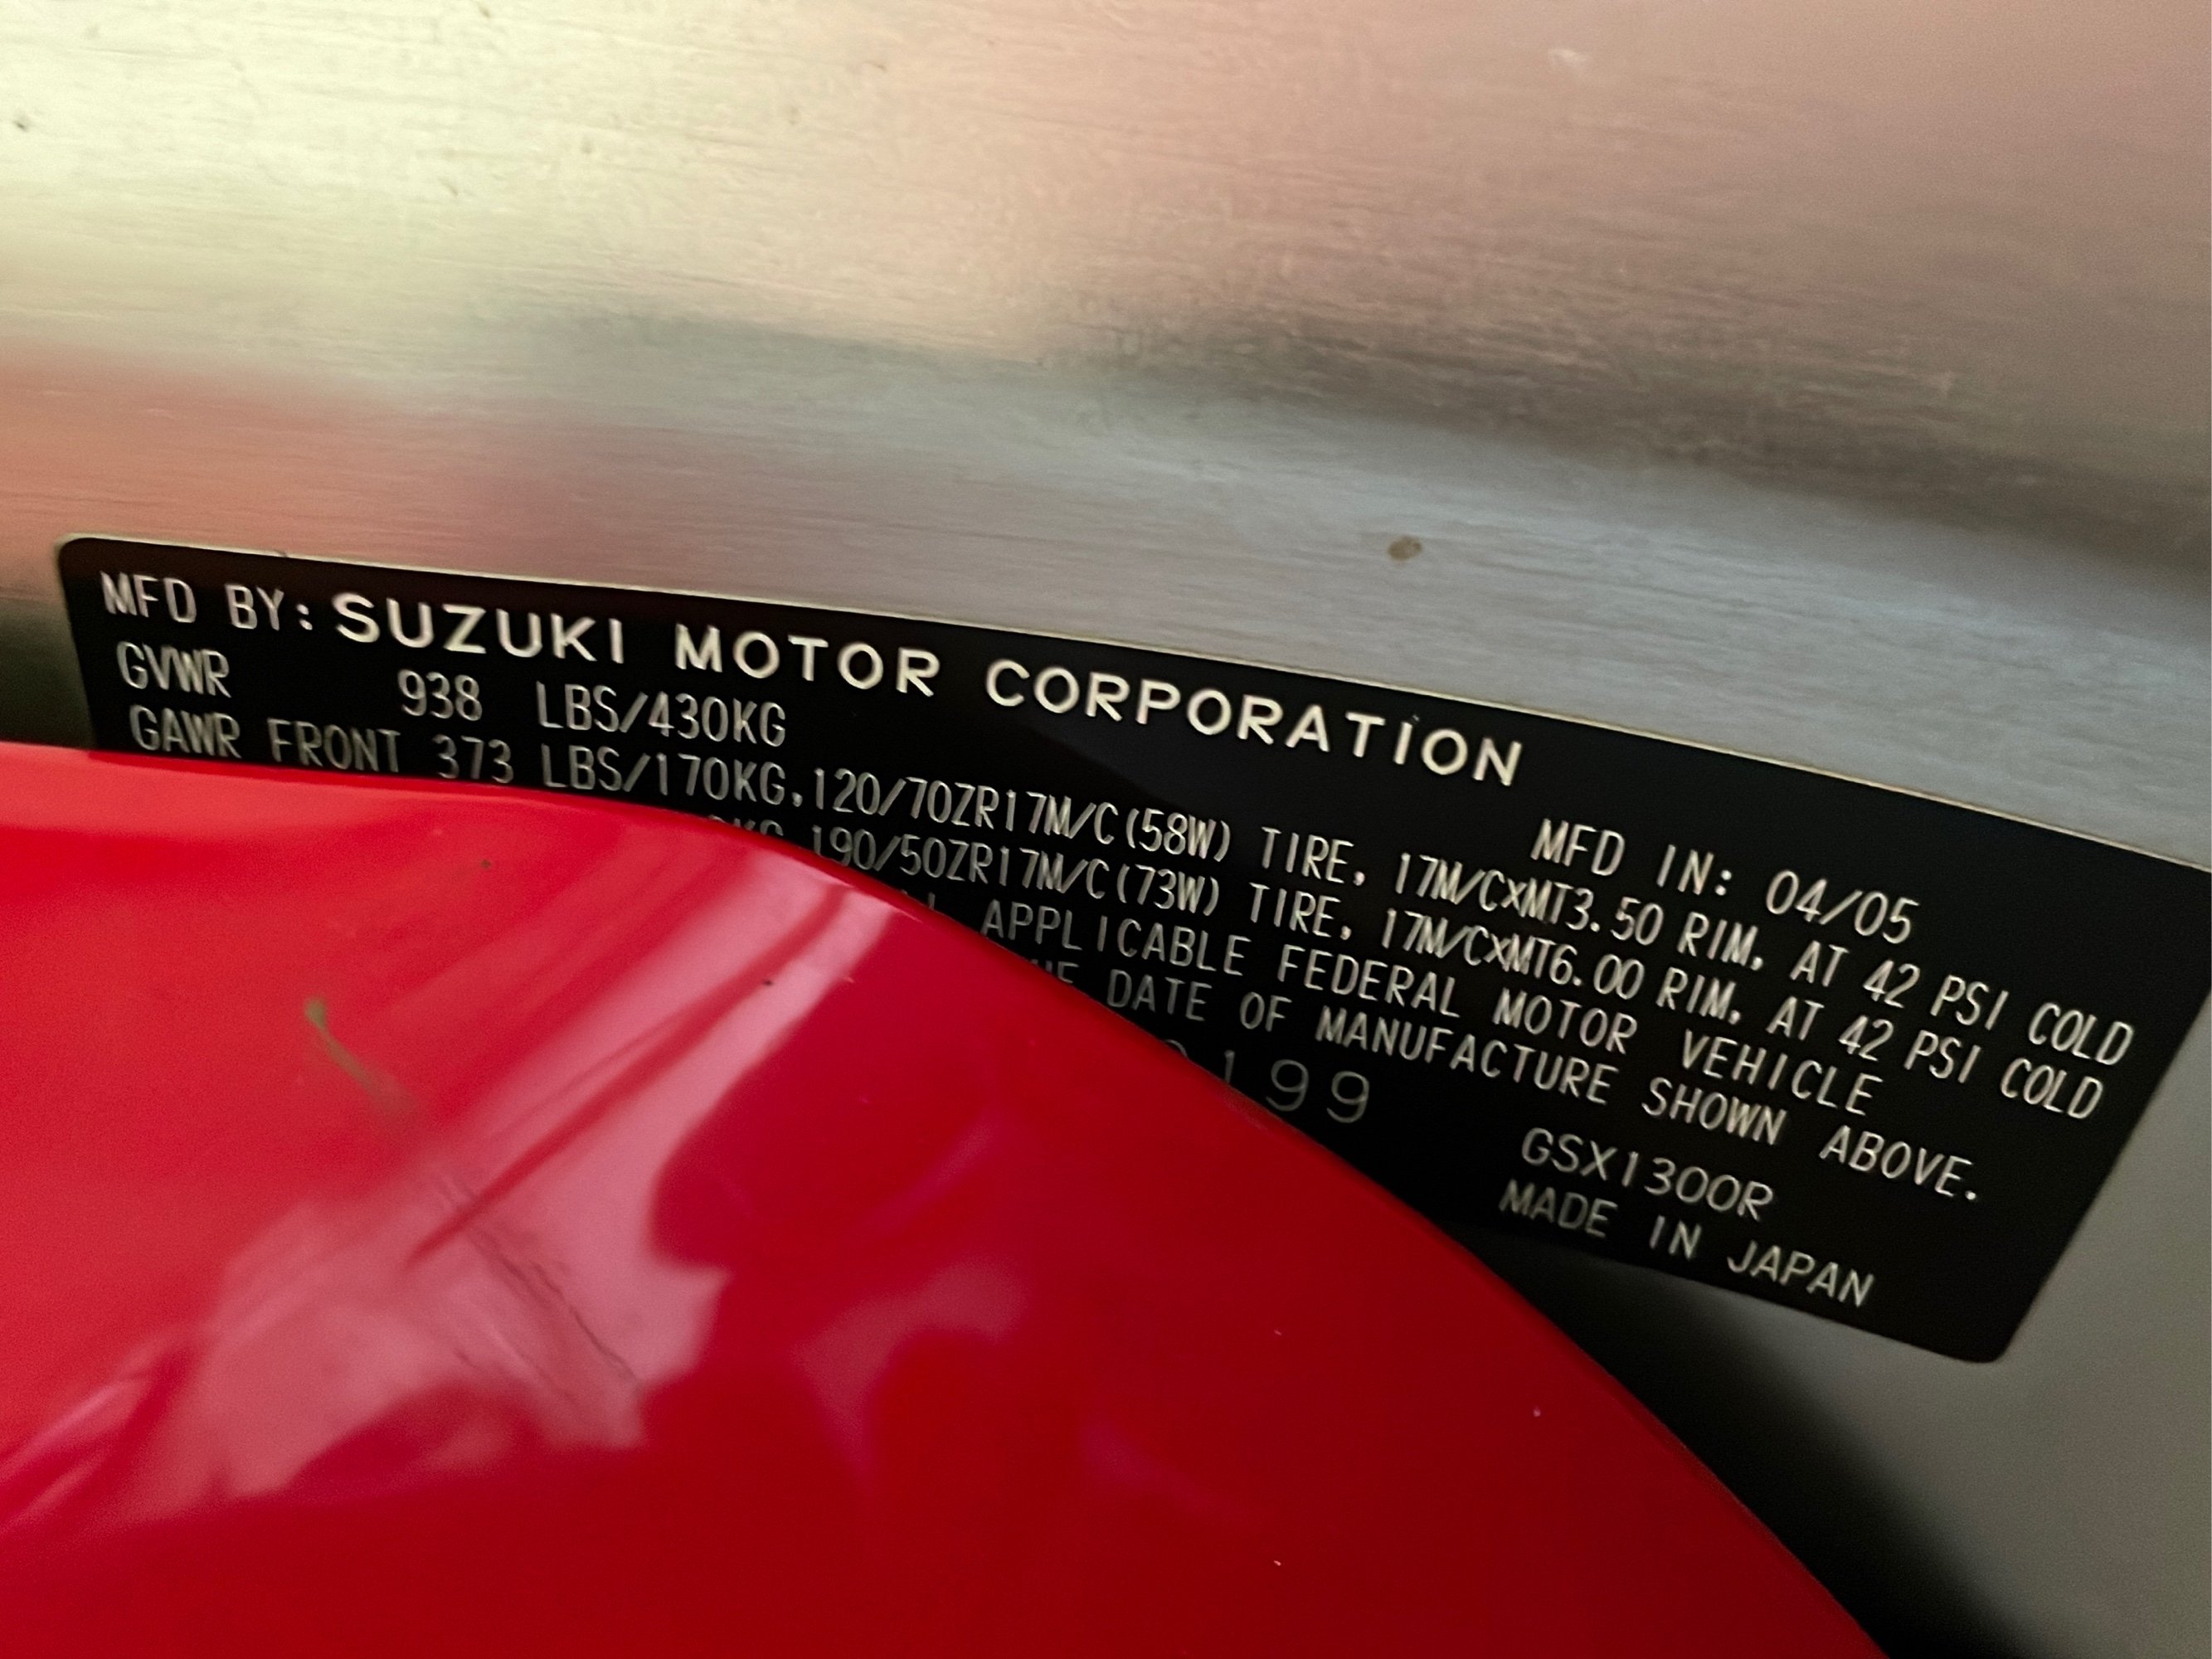 MFD BY: SUZUKI MOTOR CORPORATION
MFD IN: 04/05
GVWR 938 LBS/430KG
GAWR FRONT 373 LBS/170KG, 120/70ZR17M/C(58W) TIRE, 17M/CxMT3.50 RIM, AT 42 PSI COLD
190/50ZR17M/C(73W) TIRE, 17M/CxMT6.00 RIM, AT 42 PSI COLD
APPLICABLE FEDERAL MOTOR VEHICLE
DATE OF MANUFACTURE SHOWN ABOVE.
199
GSX1300R
MADE IN JAPAN